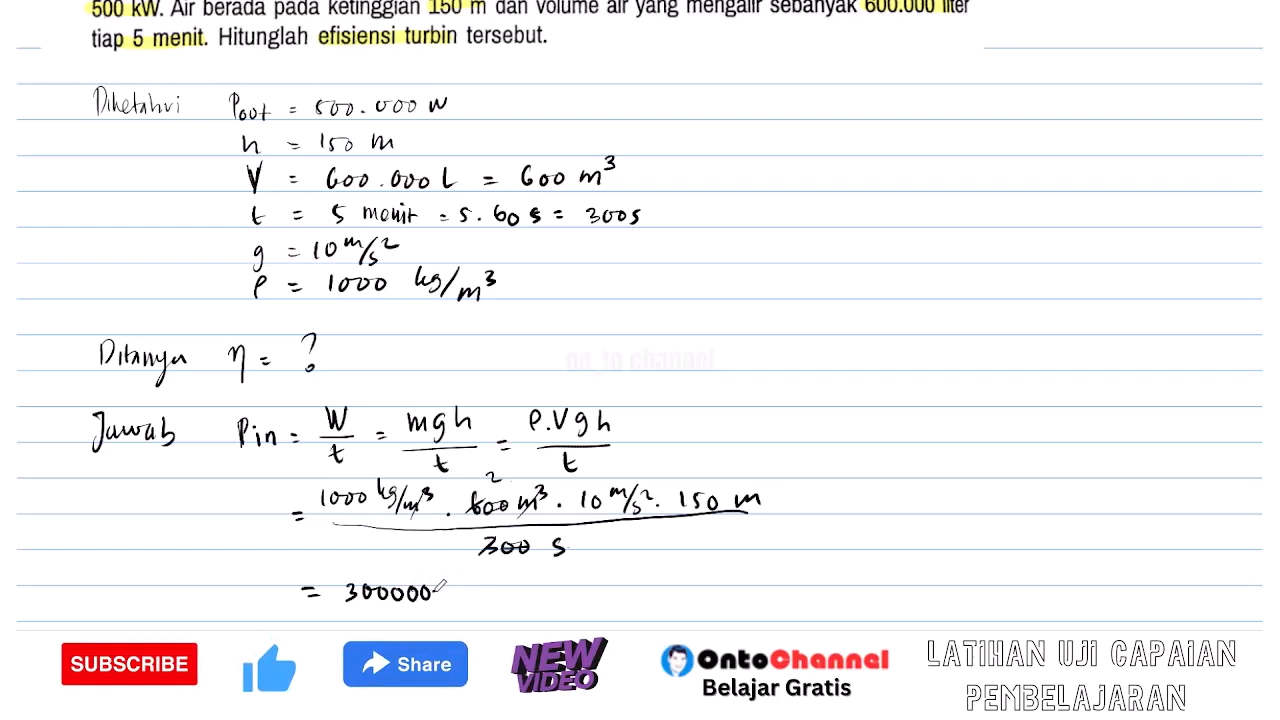 500 kW. Air berada pada ketinggian 150 m dan volume air yang mengalir sebanyak 600.000 liter
tiap 5 menit. Hitunglah efisiensi turbin tersebut.
Diketahui Pout = 500.000 W
h = 150 m
V = 600.000 L = 600 m³
t = 5 menit = 5.60 s = 300 s
g = 10 m/s²
ρ = 1000 kg/m³
Ditanya η = ?
Jawab Pin = W/t = mgh/t = ρ.Vgh/t
2
= 1000 kg/m³ . 600 m³ . 10 m/s² . 150 m
300 s
= 300000
SUBSCRIBE
Share
NEW VIDEO
OntoChannel
Belajar Gratis
LATIHAN UJI CAPAIAN
PEMBELAJARAN